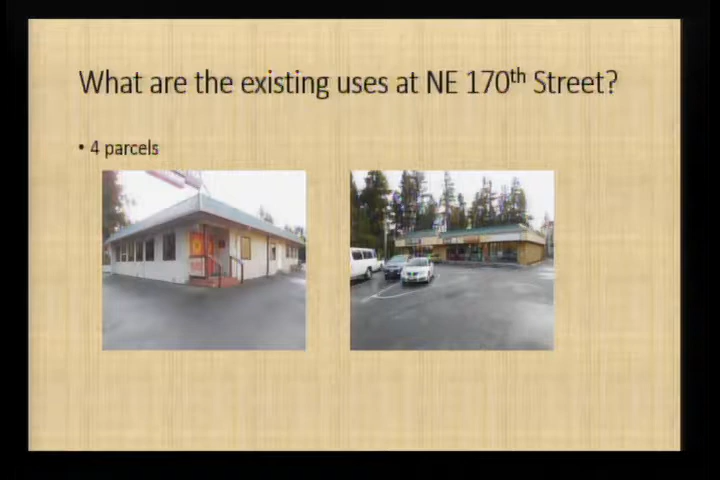 What are the existing uses at NE 170th Street?
• 4 parcels